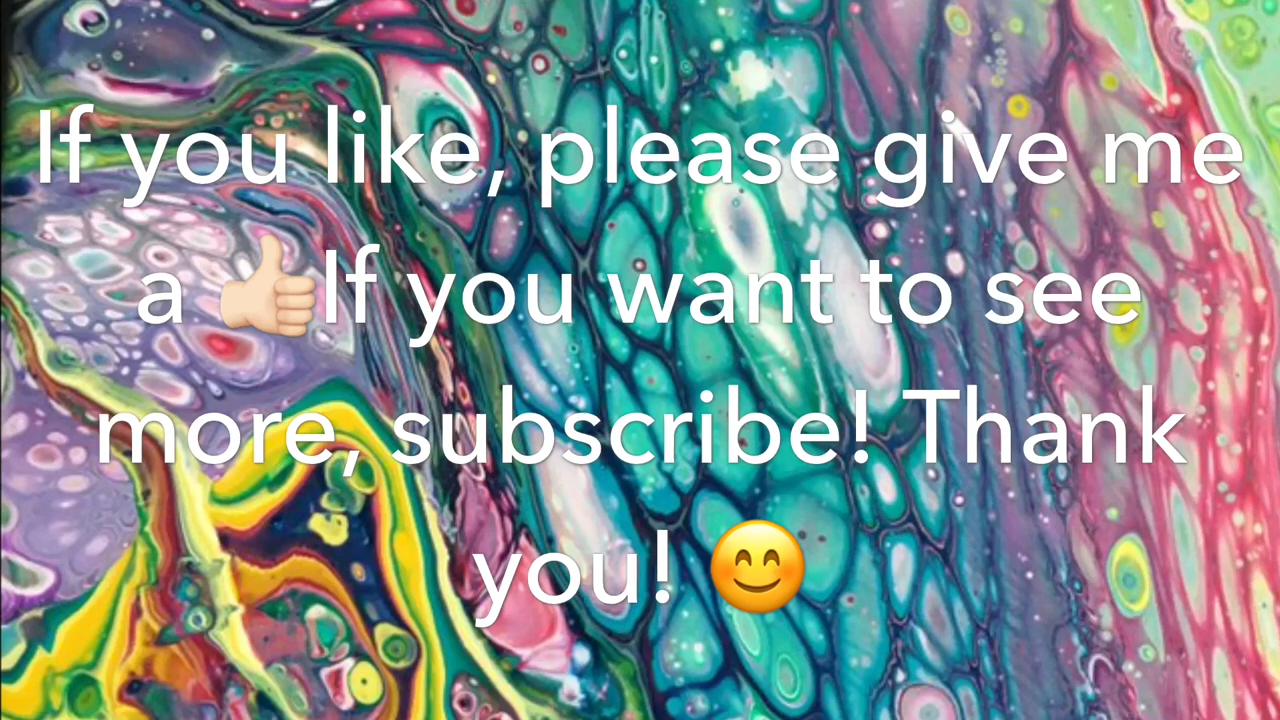 If you like, please give me
a 👍🏻If you want to see
more, subscribe! Thank
you! 😊